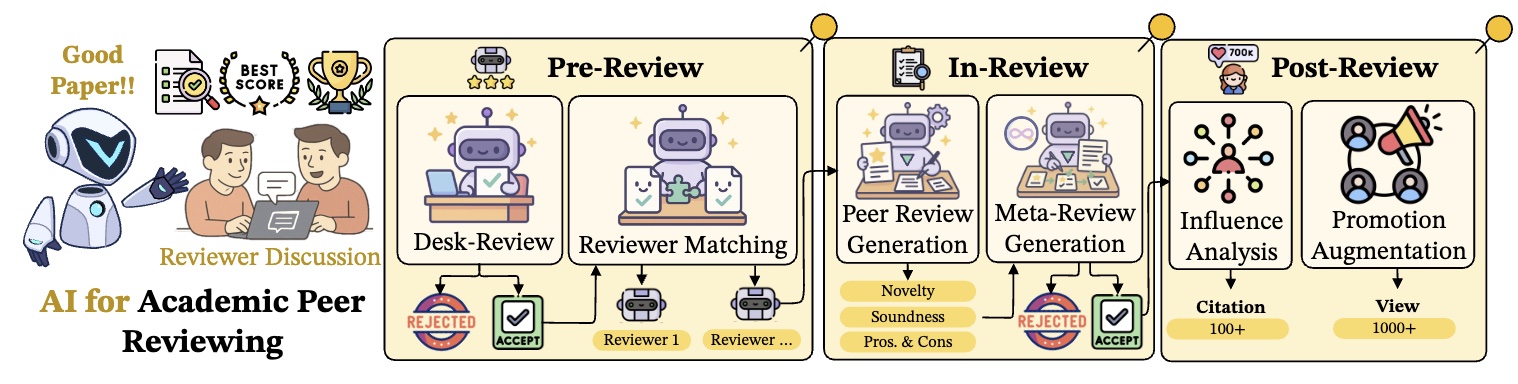 Good
Paper!!
BEST
SCORE
Reviewer Discussion
AI for Academic Peer
Reviewing
Pre-Review
Desk-Review
Reviewer Matching
REJECTED
ACCEPT
Reviewer 1
Reviewer ...
In-Review
Peer Review
Generation
Meta-Review
Generation
Novelty
Soundness
Pros. & Cons
REJECTED
ACCEPT
700K
Post-Review
Influence
Analysis
Promotion
Augmentation
Citation
100+
View
1000+